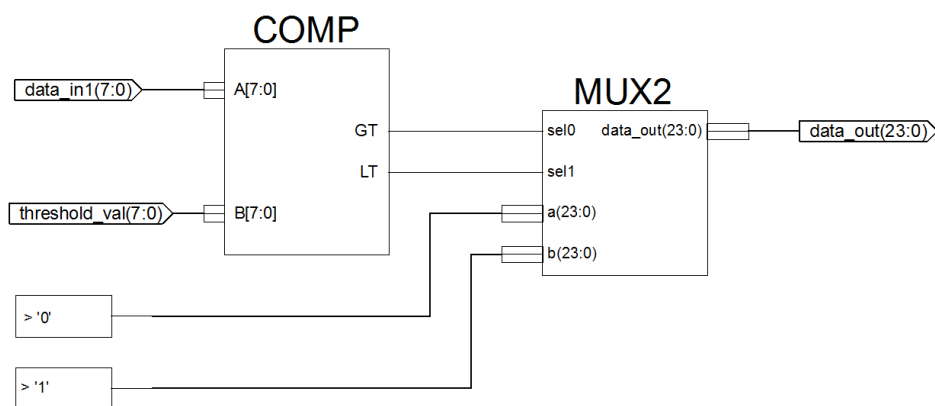 COMP
data_in1(7:0)
A[7:0]
GT
LT
threshold_val(7:0)
B[7:0]
MUX2
sel0
data_out(23:0)
sel1
a(23:0)
b(23:0)
data_out(23:0)
> '0'
> '1'